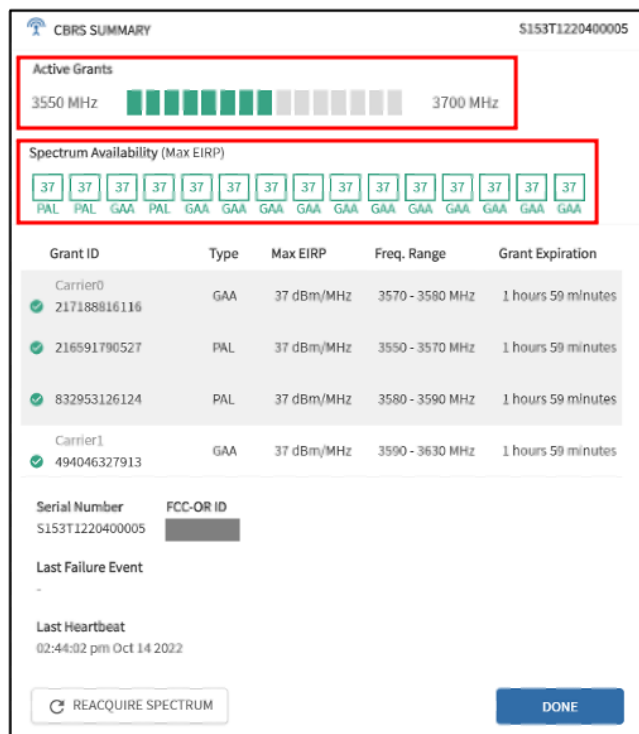 CBRS SUMMARY S153T1220400005
Active Grants
3550 MHz 3700 MHz
Spectrum Availability (Max EIRP)
37 37 37 37 37 37 37 37 37 37 37 37 37 37 37
PAL PAL GAA PAL GAA GAA GAA GAA GAA GAA GAA GAA GAA GAA GAA
Grant ID Type Max EIRP Freq. Range Grant Expiration
Carrier0
217188816116 GAA 37 dBm/MHz 3570 - 3580 MHz 1 hours 59 minutes
216591790527 PAL 37 dBm/MHz 3550 - 3570 MHz 1 hours 59 minutes
832953126124 PAL 37 dBm/MHz 3580 - 3590 MHz 1 hours 59 minutes
Carrier1
494046327913 GAA 37 dBm/MHz 3590 - 3630 MHz 1 hours 59 minutes
Serial Number FCC-OR ID
S153T1220400005
Last Failure Event
-
Last Heartbeat
02:44:02 pm Oct 14 2022
REACQUIRE SPECTRUM DONE